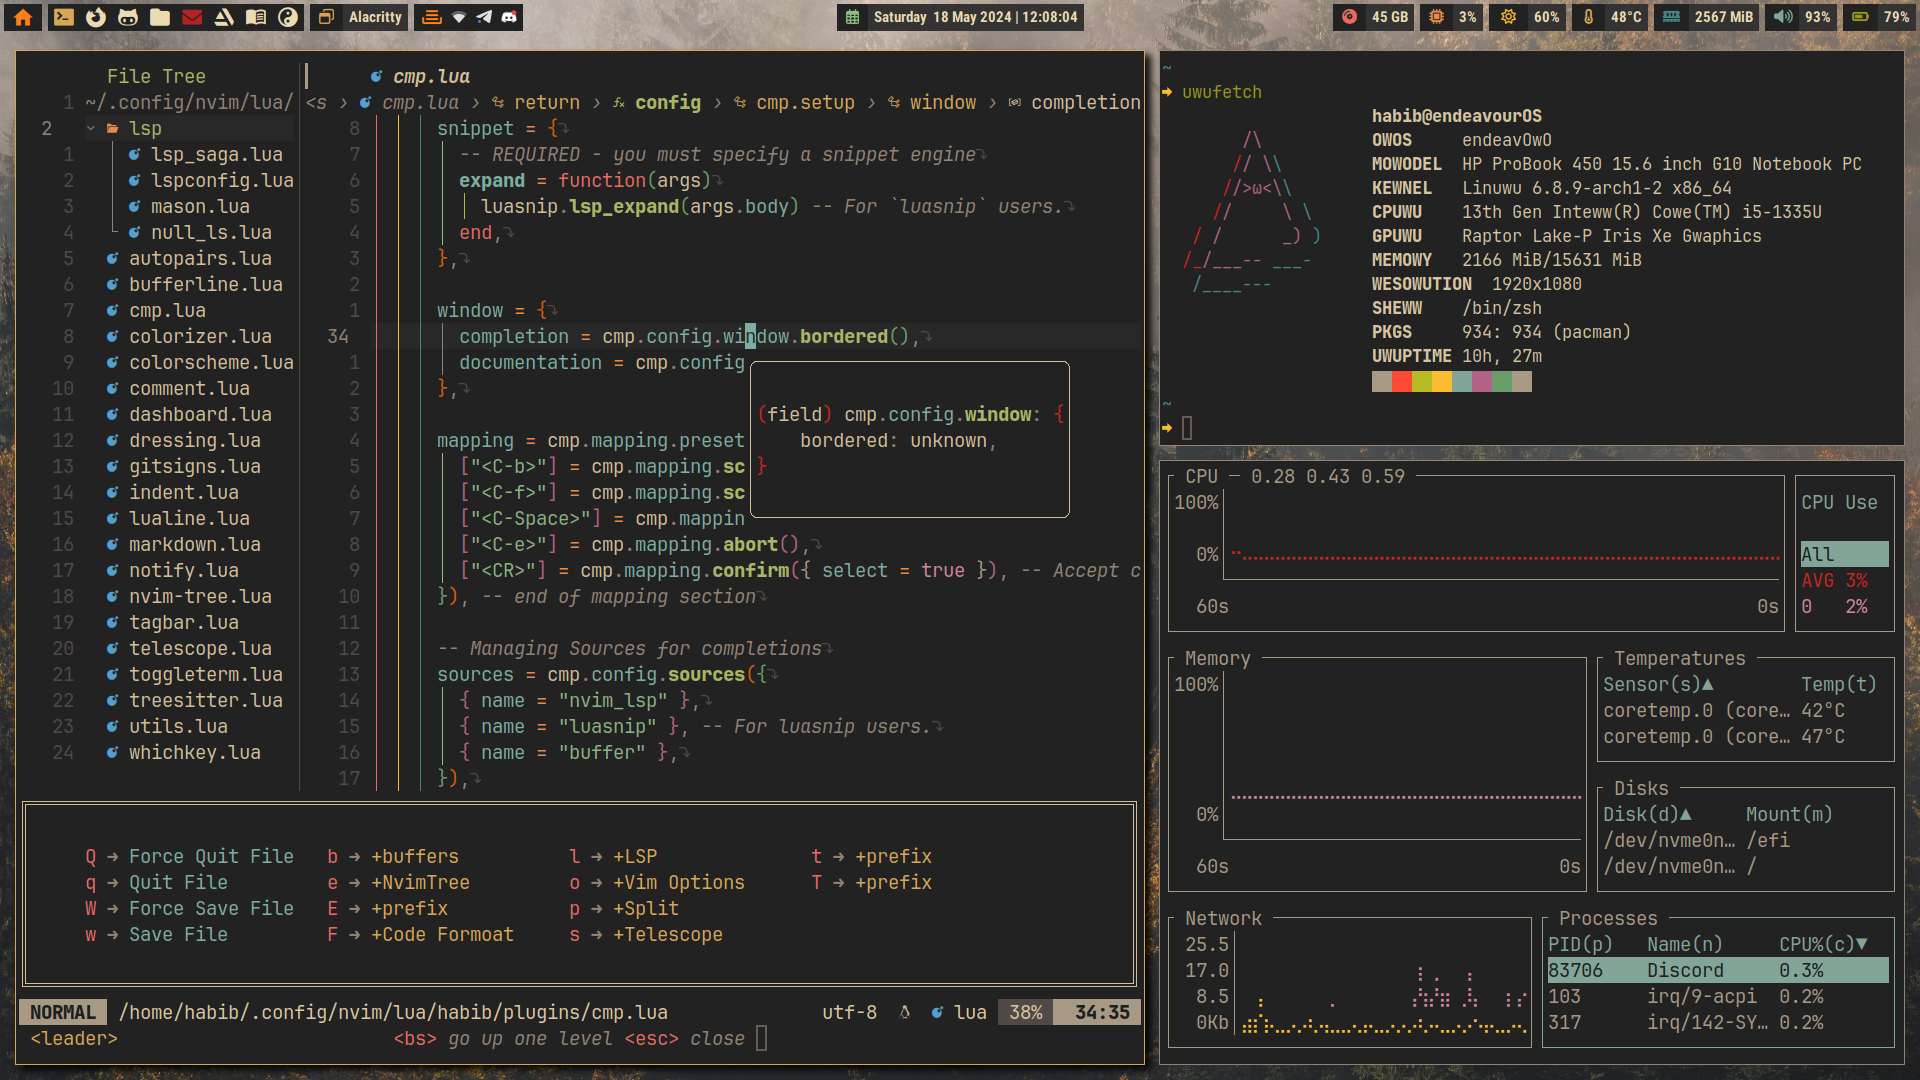 Alacritty
Saturday 18 May 2024 | 12:08:04
45 GB
3%
60%
48°C
2567 MiB
93%
79%
File Tree
1 ~/.config/nvim/lua/
2 lsp
1 lsp_saga.lua
2 lspconfig.lua
3 mason.lua
4 null_ls.lua
5 autopairs.lua
6 bufferline.lua
7 cmp.lua
8 colorizer.lua
9 colorscheme.lua
10 comment.lua
11 dashboard.lua
12 dressing.lua
13 gitsigns.lua
14 indent.lua
15 lualine.lua
16 markdown.lua
17 notify.lua
18 nvim-tree.lua
19 tagbar.lua
20 telescope.lua
21 toggleterm.lua
22 treesitter.lua
23 utils.lua
24 whichkey.lua
cmp.lua
<s › cmp.lua › return › config › cmp.setup › window › completion
8 snippet = {
7 -- REQUIRED - you must specify a snippet engine
6 expand = function(args)
5 luasnip.lsp_expand(args.body) -- For `luasnip` users.
4 end,
3 },
2
1 window = {
34 completion = cmp.config.window.bordered(),
1 documentation = cmp.config
2 },
3
4 mapping = cmp.mapping.preset
5 ["<C-b>"] = cmp.mapping.sc
6 ["<C-f>"] = cmp.mapping.sc
7 ["<C-Space>"] = cmp.mappin
8 ["<C-e>"] = cmp.mapping.abort(),
9 ["<CR>"] = cmp.mapping.confirm({ select = true }), -- Accept c
10 }), -- end of mapping section
11
12 -- Managing Sources for completions
13 sources = cmp.config.sources({
14 { name = "nvim_lsp" },
15 { name = "luasnip" }, -- For luasnip users.
16 { name = "buffer" },
17 }),
(field) cmp.config.window: {
bordered: unknown,
}
Q → Force Quit File b → +buffers l → +LSP t → +prefix
q → Quit File e → +NvimTree o → +Vim Options T → +prefix
W → Force Save File E → +prefix p → +Split
w → Save File F → +Code Formoat s → +Telescope
NORMAL /home/habib/.config/nvim/lua/habib/plugins/cmp.lua utf-8 lua 38% 34:35
<leader> <bs> go up one level <esc> close
~
uwufetch
habib@endeavourOS
/\
// \\
//>ω<\\
// \ \
/ / _) )
/_/___-- ___-
/____---
OWOS endeavOwO
MOWODEL HP ProBook 450 15.6 inch G10 Notebook PC
KEWNEL Linuwu 6.8.9-arch1-2 x86_64
CPUWU 13th Gen Inteww(R) Cowe(TM) i5-1335U
GPUWU Raptor Lake-P Iris Xe Gwaphics
MEMOWY 2166 MiB/15631 MiB
WESOWUTION 1920x1080
SHEWW /bin/zsh
PKGS 934: 934 (pacman)
UWUPTIME 10h, 27m
~
CPU 0.28 0.43 0.59
100%
0%
60s 0s
CPU Use
All
AVG 3%
0 2%
Memory
100%
0%
60s 0s
Temperatures
Sensor(s)▲ Temp(t)
coretemp.0 (core… 42°C
coretemp.0 (core… 47°C
Disks
Disk(d)▲ Mount(m)
/dev/nvme0n… /efi
/dev/nvme0n… /
Network
25.5
17.0
8.5
0Kb
Processes
PID(p) Name(n) CPU%(c)▼
83706 Discord 0.3%
103 irq/9-acpi 0.2%
317 irq/142-SY… 0.2%